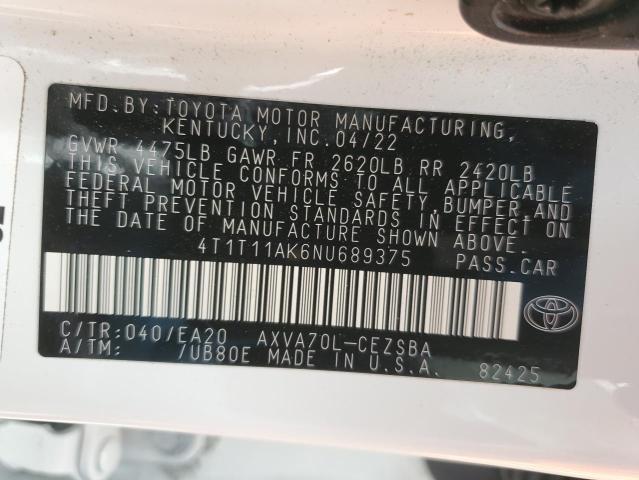 MFD.BY:TOYOTA MOTOR MANUFACTURING,
KENTUCKY,INC.04/22
GVWR 4475LB GAWR FR 2620LB RR 2420LB
THIS VEHICLE CONFORMS TO ALL APPLICABLE
FEDERAL MOTOR VEHICLE SAFETY,BUMPER,AND
THEFT PREVENTION STANDARDS IN EFFECT ON
THE DATE OF MANUFACTURE SHOWN ABOVE.
4T1T11AK6NU689375 PASS.CAR
C/TR:040/EA20 AXVA70L-CEZSBA
A/TM: /UB80E MADE IN U.S.A. 82425